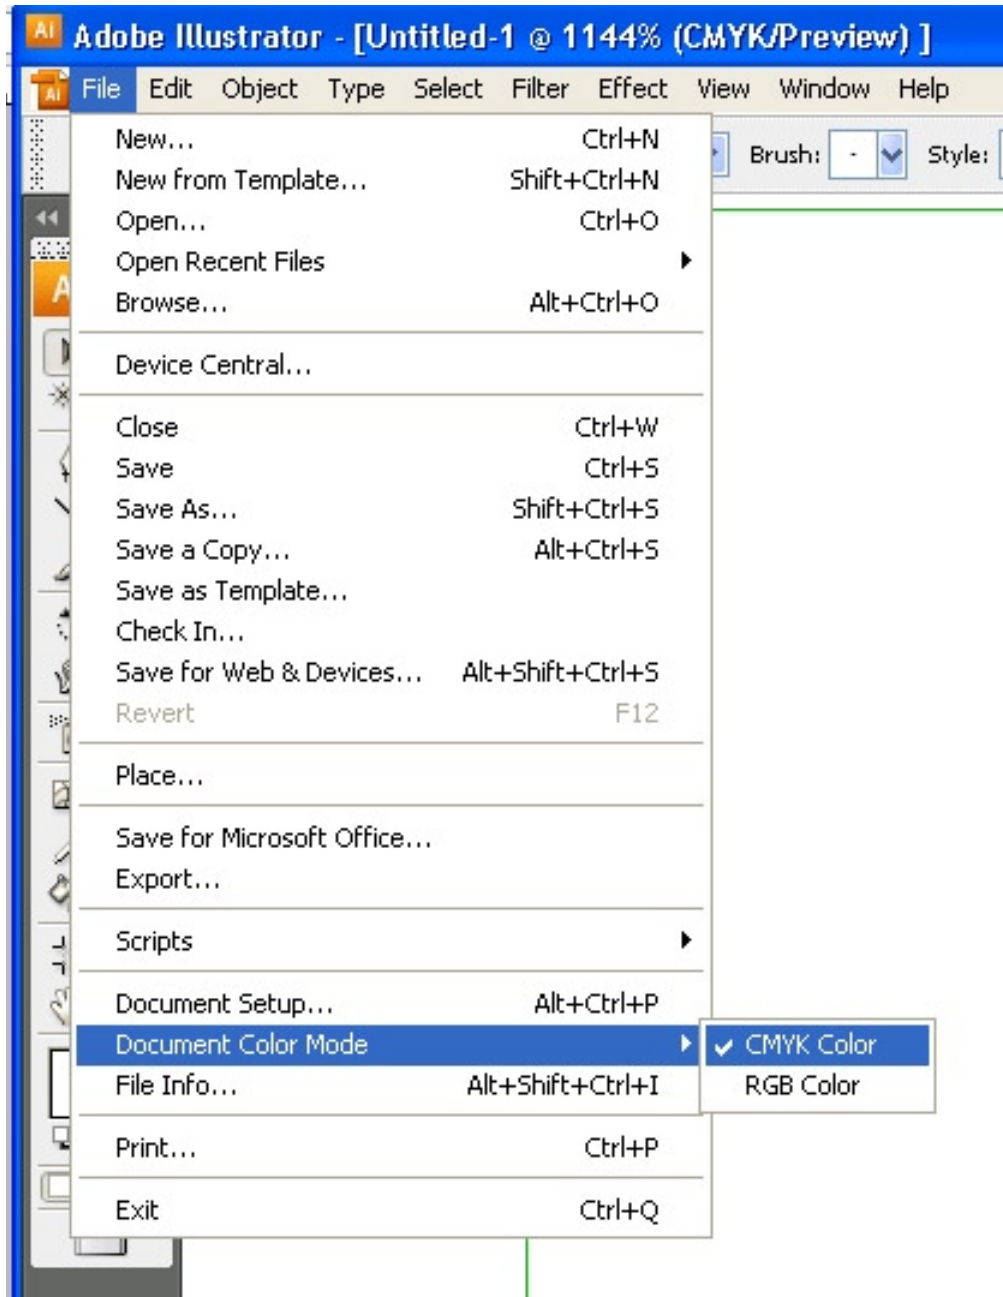 Ai Adobe Illustrator - [Untitled-1 @ 1144% (CMYK/Preview) ]
Ai File Edit Object Type Select Filter Effect View Window Help
Brush: Style:
New... Ctrl+N
New from Template... Shift+Ctrl+N
Open... Ctrl+O
Open Recent Files
Browse... Alt+Ctrl+O
Device Central...
Close Ctrl+W
Save Ctrl+S
Save As... Shift+Ctrl+S
Save a Copy... Alt+Ctrl+S
Save as Template...
Check In...
Save for Web & Devices... Alt+Shift+Ctrl+S
Revert F12
Place...
Save for Microsoft Office...
Export...
Scripts
Document Setup... Alt+Ctrl+P
Document Color Mode CMYK Color
File Info... Alt+Shift+Ctrl+I RGB Color
Print... Ctrl+P
Exit Ctrl+Q